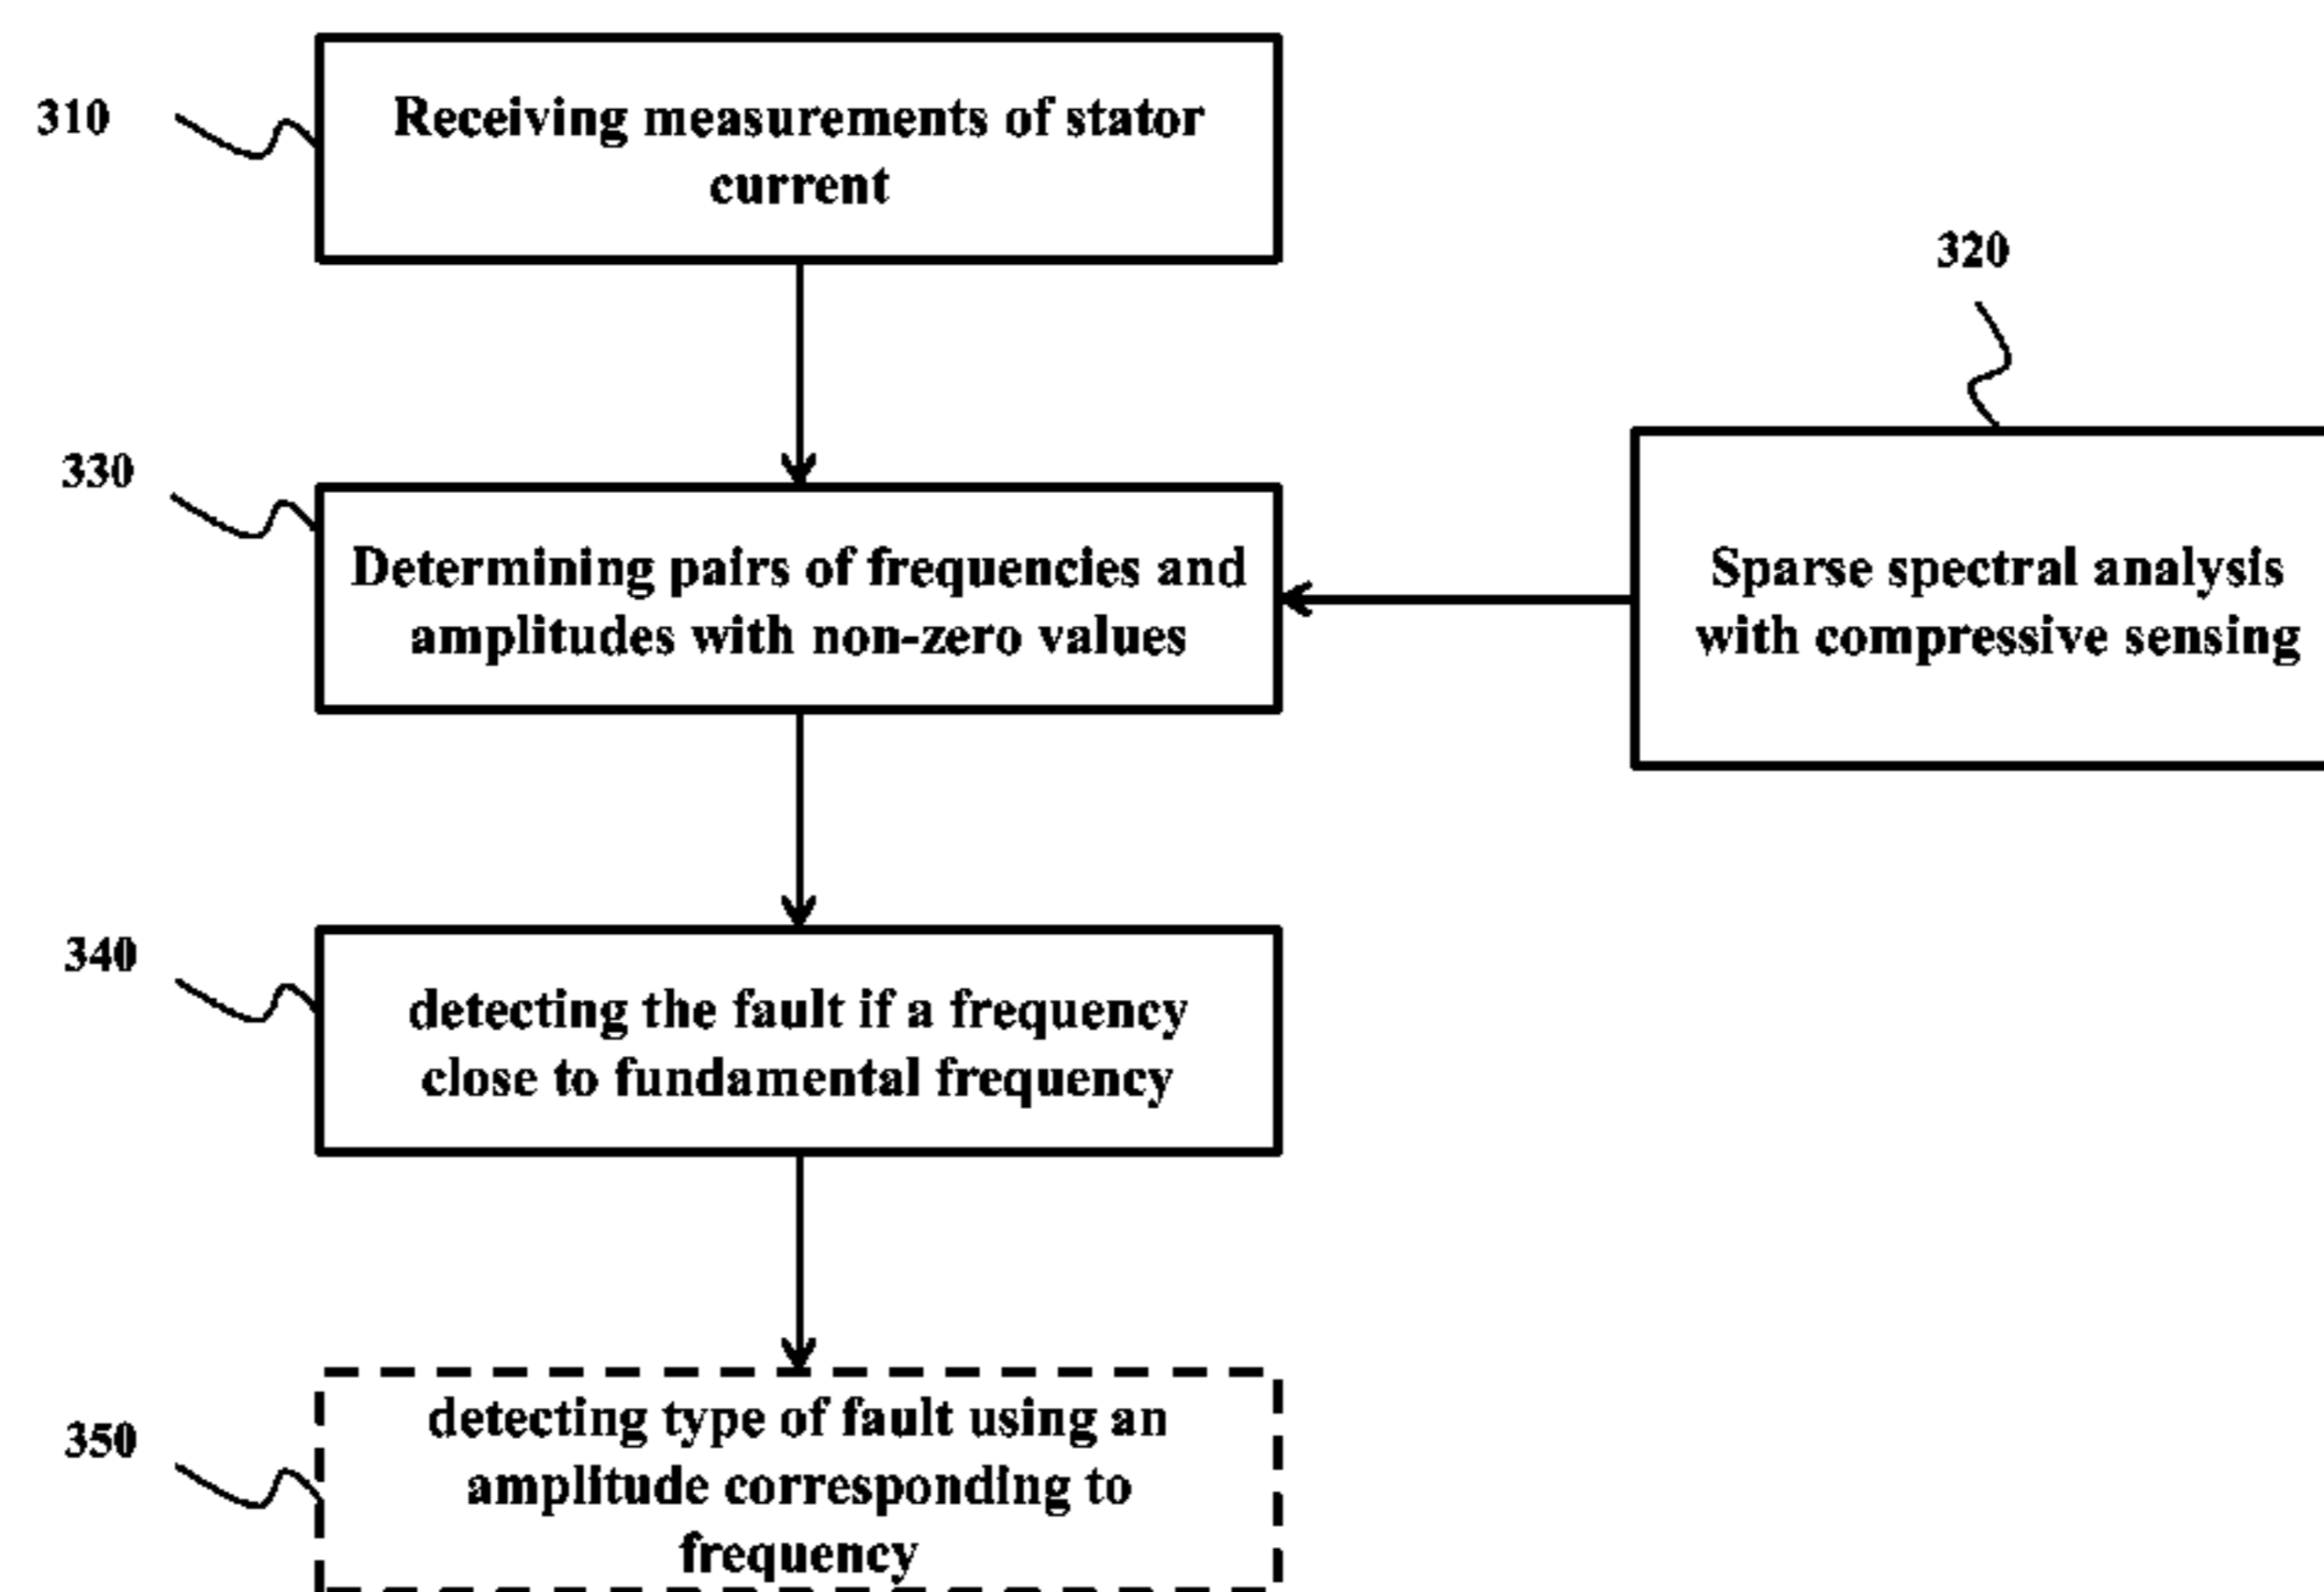 310
Receiving measurements of stator
current
320
330
Determining pairs of frequencies and
amplitudes with non-zero values
Sparse spectral analysis
with compressive sensing
340
detecting the fault if a frequency
close to fundamental frequency
350
detecting type of fault using an
amplitude corresponding to
frequency